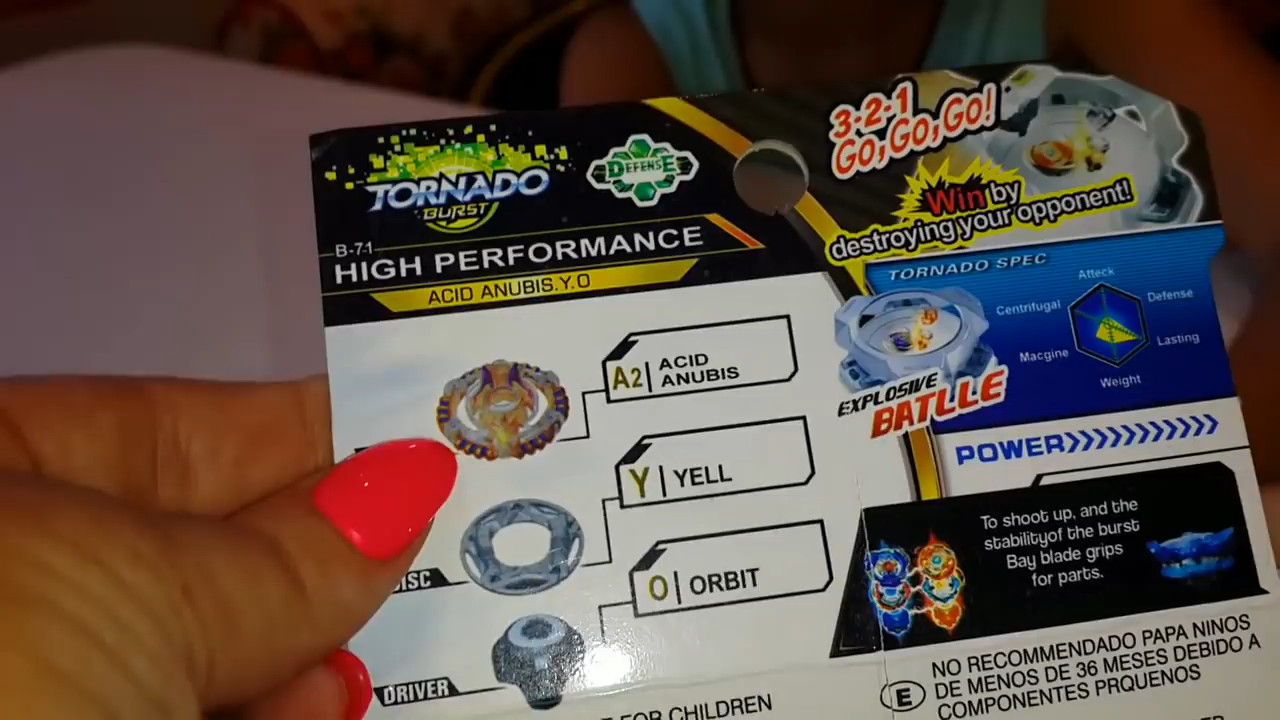 TORNADO
BURST
DEFENSE
B-71
HIGH PERFORMANCE
ACID ANUBIS.Y.O
3-2-1
GO,GO,GO!
Win by
destroying your opponent!
TORNADO SPEC
Atteck
Defense
Lasting
Weight
Macgine
Centrifugal
EXPLOSIVE
BATLLE
POWER
A2 ACID
ANUBIS
Y YELL
O ORBIT
DISC
DRIVER
To shoot up, and the
stabilityof the burst
Bay blade grips
for parts.
E
NO RECOMMENDADO PAPA NINOS
DE MENOS DE 36 MESES DEBIDO A
COMPONENTES PRQUENOS
FOR CHILDREN